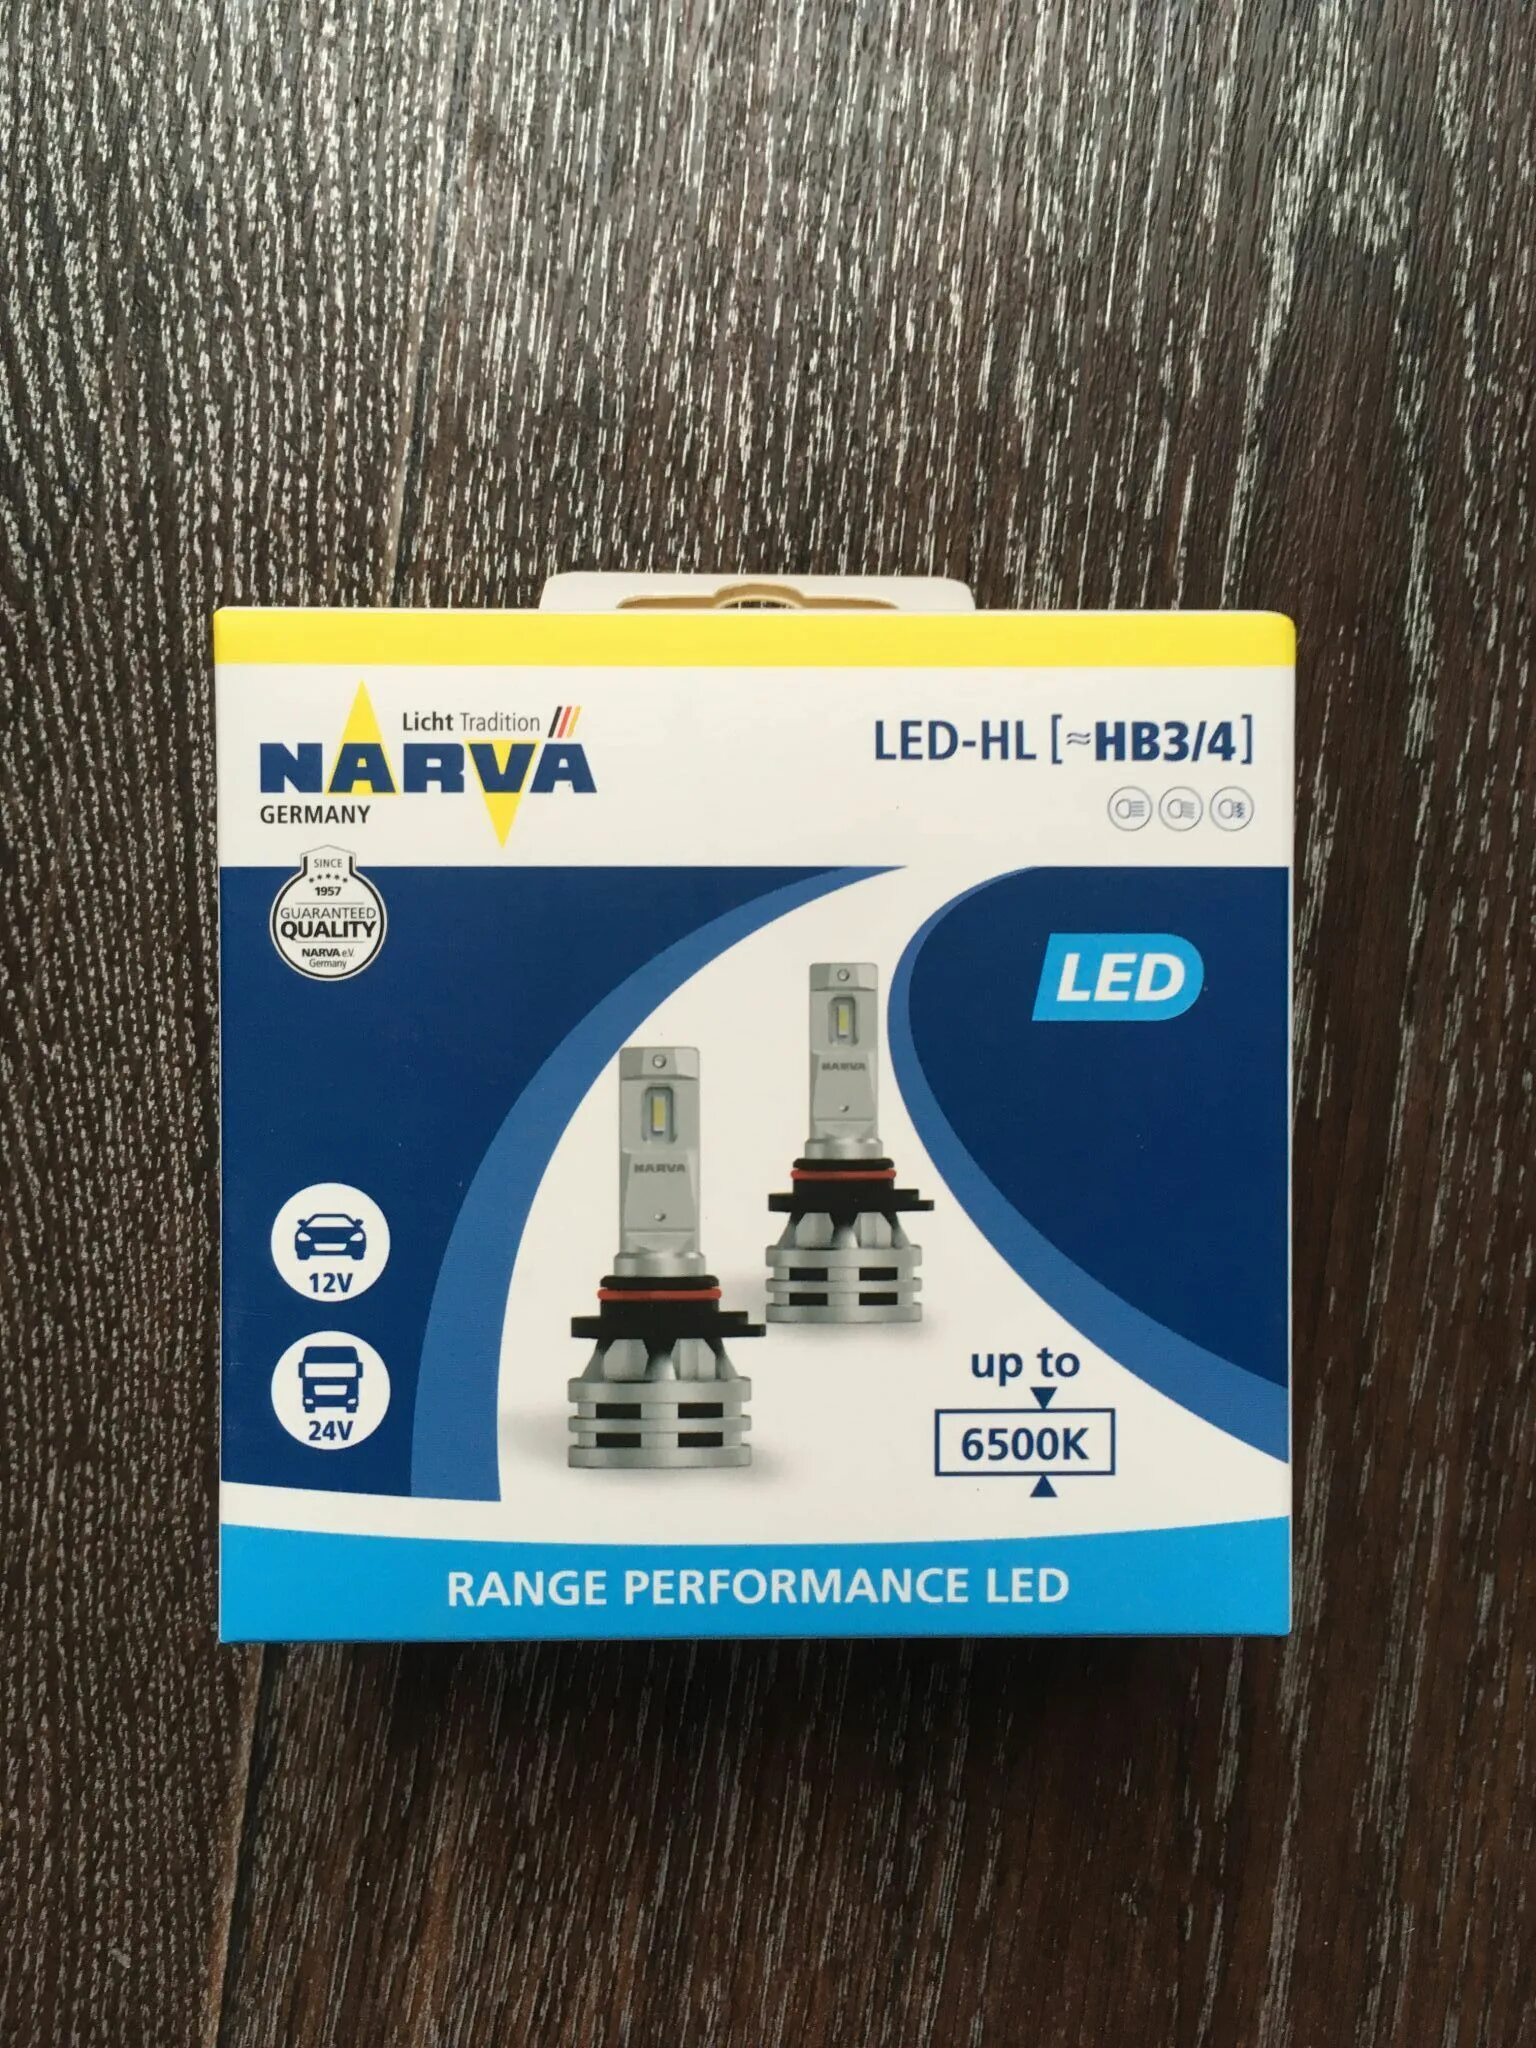 Licht Tradition
NARVA
GERMANY
LED-HL [≈HB3/4]
SINCE
1957
GUARANTEED
QUALITY
NARVA e.V.
Germany
LED
NARVA
NARVA
12V
24V
up to
6500K
RANGE PERFORMANCE LED